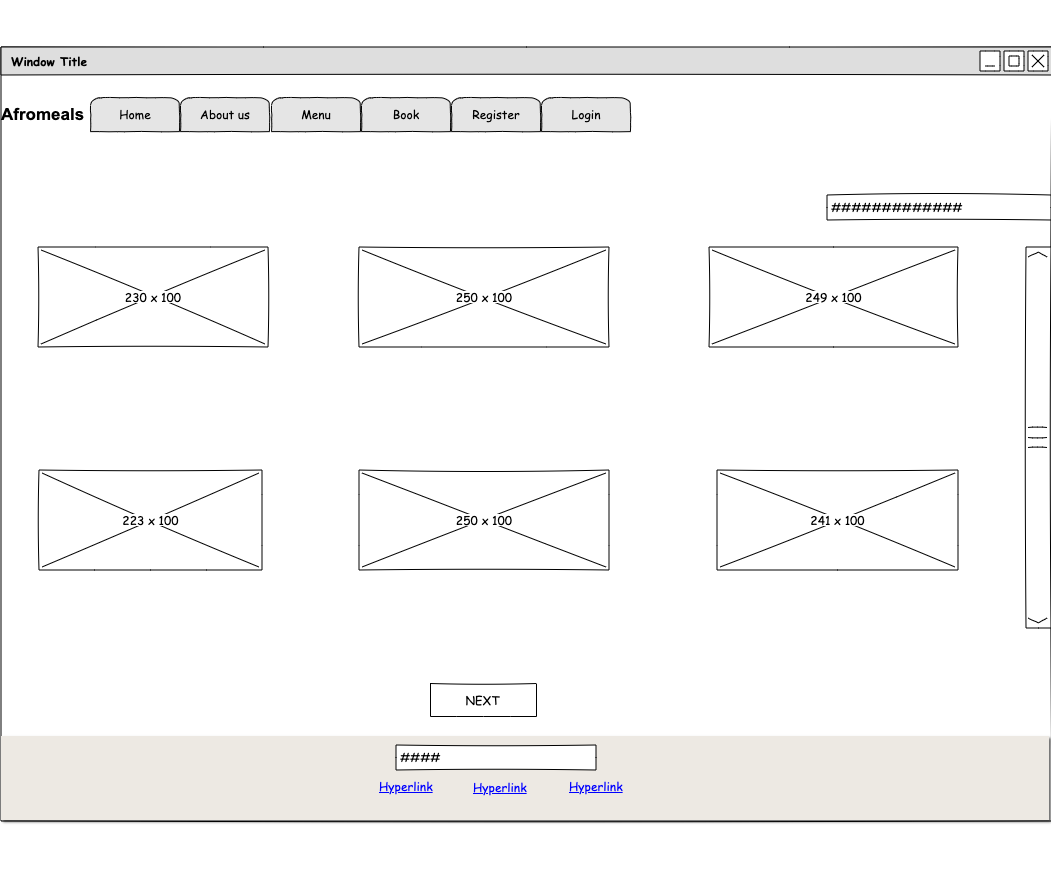 Window Title
Afromeals Home About us Menu Book Register Login
#############
230 x 100 250 x 100 249 x 100
223 x 100 250 x 100 241 x 100
NEXT
####
Hyperlink Hyperlink Hyperlink